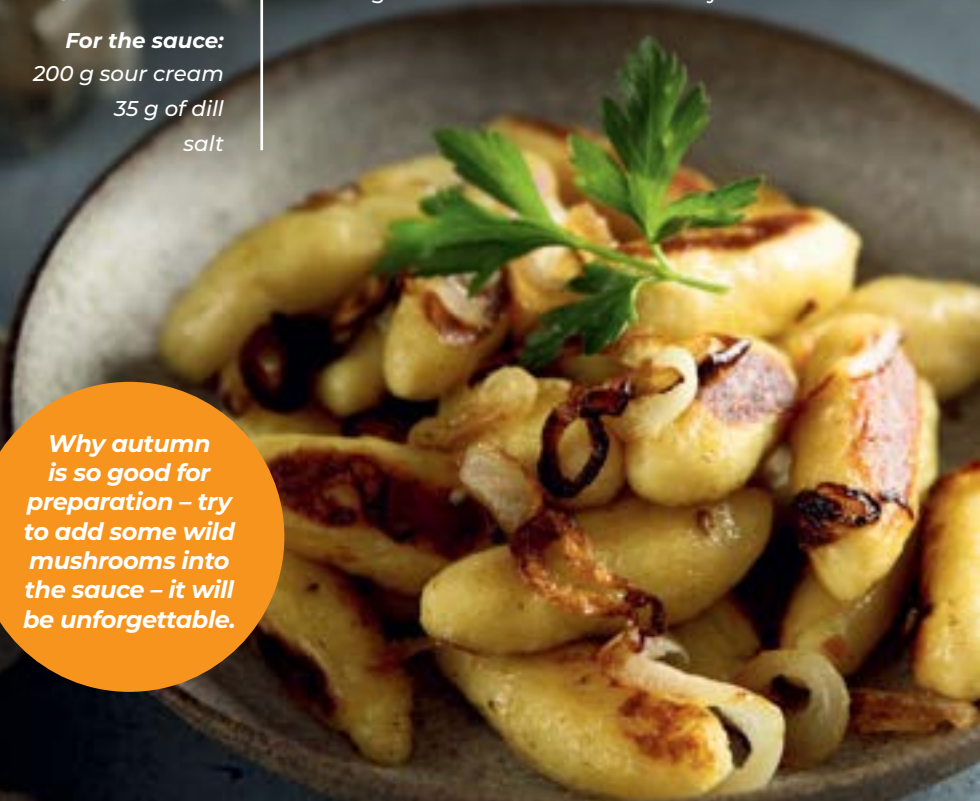 For the sauce:
200 g sour cream
35 g of dill
salt
Why autumn
is so good for
preparation – try
to add some wild
mushrooms into
the sauce – it will
be unforgettable.